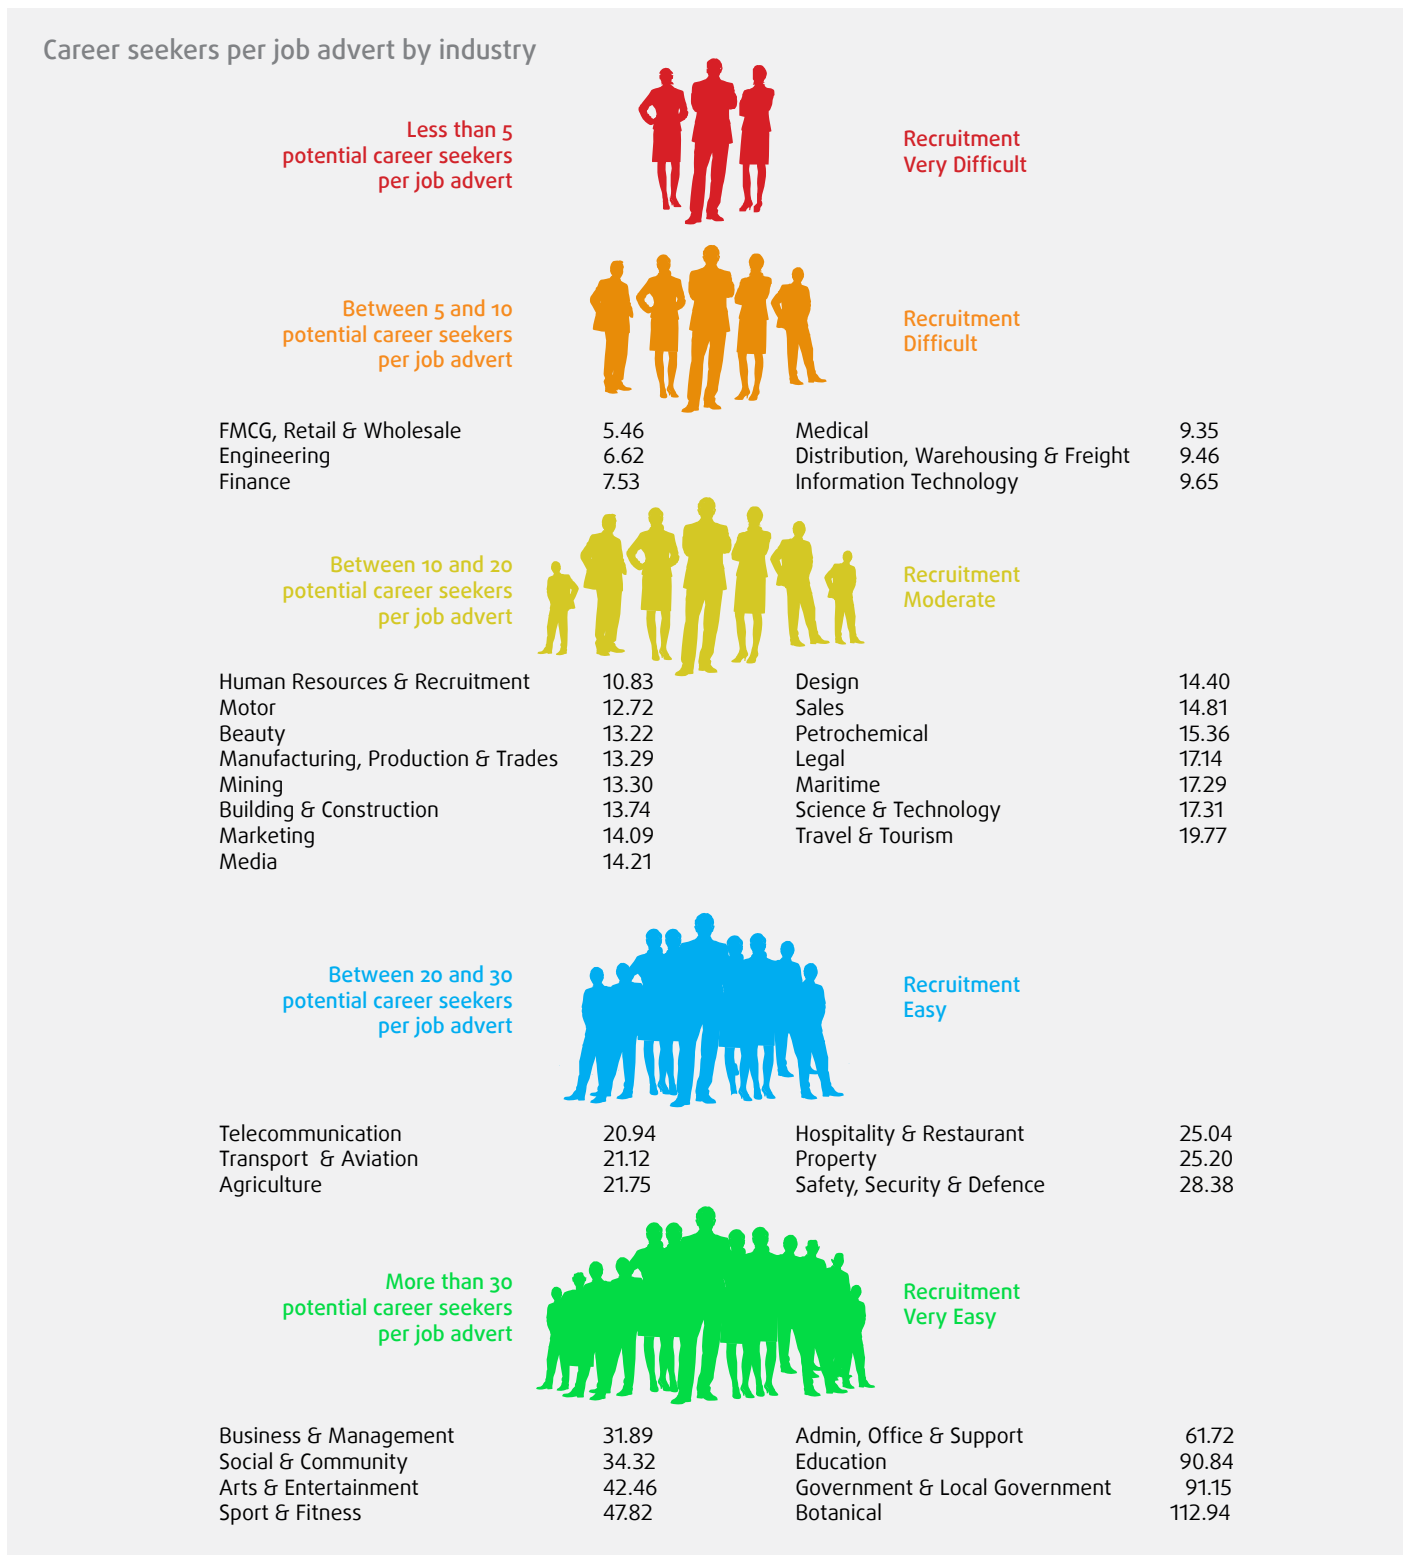 Career seekers per job advert by industry
Less than 5
potential career seekers
per job advert
Recruitment
Very Difficult
Between 5 and 10
potential career seekers
per job advert
Recruitment
Difficult
FMCG, Retail & Wholesale 5.46
Engineering 6.62
Finance 7.53
Medical 9.35
Distribution, Warehousing & Freight 9.46
Information Technology 9.65
Between 10 and 20
potential career seekers
per job advert
Recruitment
Moderate
Human Resources & Recruitment 10.83
Motor 12.72
Beauty 13.22
Manufacturing, Production & Trades 13.29
Mining 13.30
Building & Construction 13.74
Marketing 14.09
Media 14.21
Design 14.40
Sales 14.81
Petrochemical 15.36
Legal 17.14
Maritime 17.29
Science & Technology 17.31
Travel & Tourism 19.77
Between 20 and 30
potential career seekers
per job advert
Recruitment
Easy
Telecommunication 20.94
Transport & Aviation 21.12
Agriculture 21.75
Hospitality & Restaurant 25.04
Property 25.20
Safety, Security & Defence 28.38
More than 30
potential career seekers
per job advert
Recruitment
Very Easy
Business & Management 31.89
Social & Community 34.32
Arts & Entertainment 42.46
Sport & Fitness 47.82
Admin, Office & Support 61.72
Education 90.84
Government & Local Government 91.15
Botanical 112.94